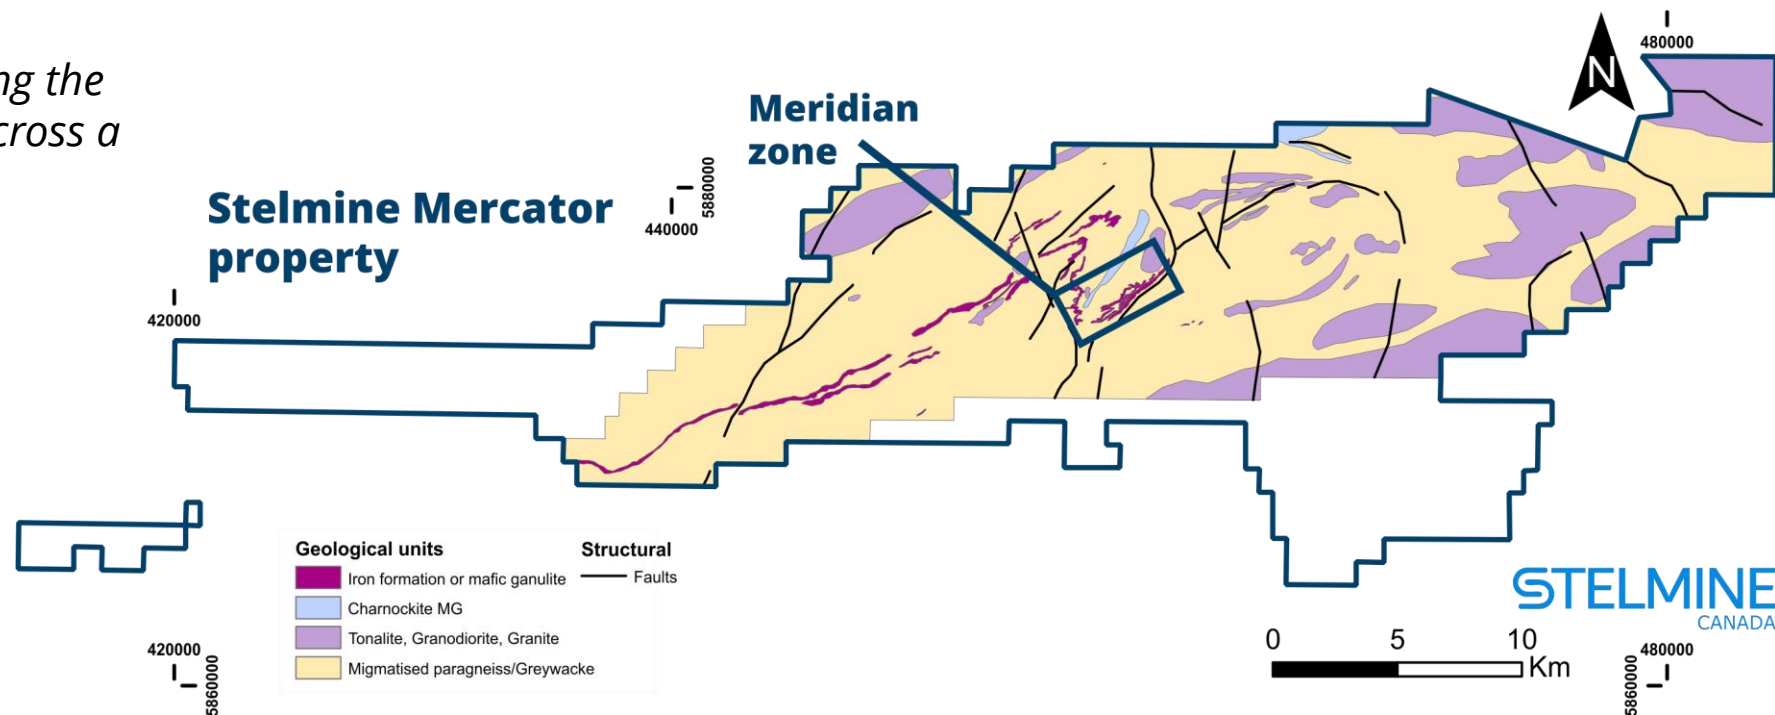 ng the
cross a
Meridian
zone
Stelmine Mercator
property
480000
5880000
440000
420000
N
Geological units
Structural
Iron formation or mafic ganulite
Faults
Charnockite MG
Tonalite, Granodiorite, Granite
Migmatised paragneiss/Greywacke
STELMINE
CANADA
0 5 10
Km
420000
5860000
480000
5860000